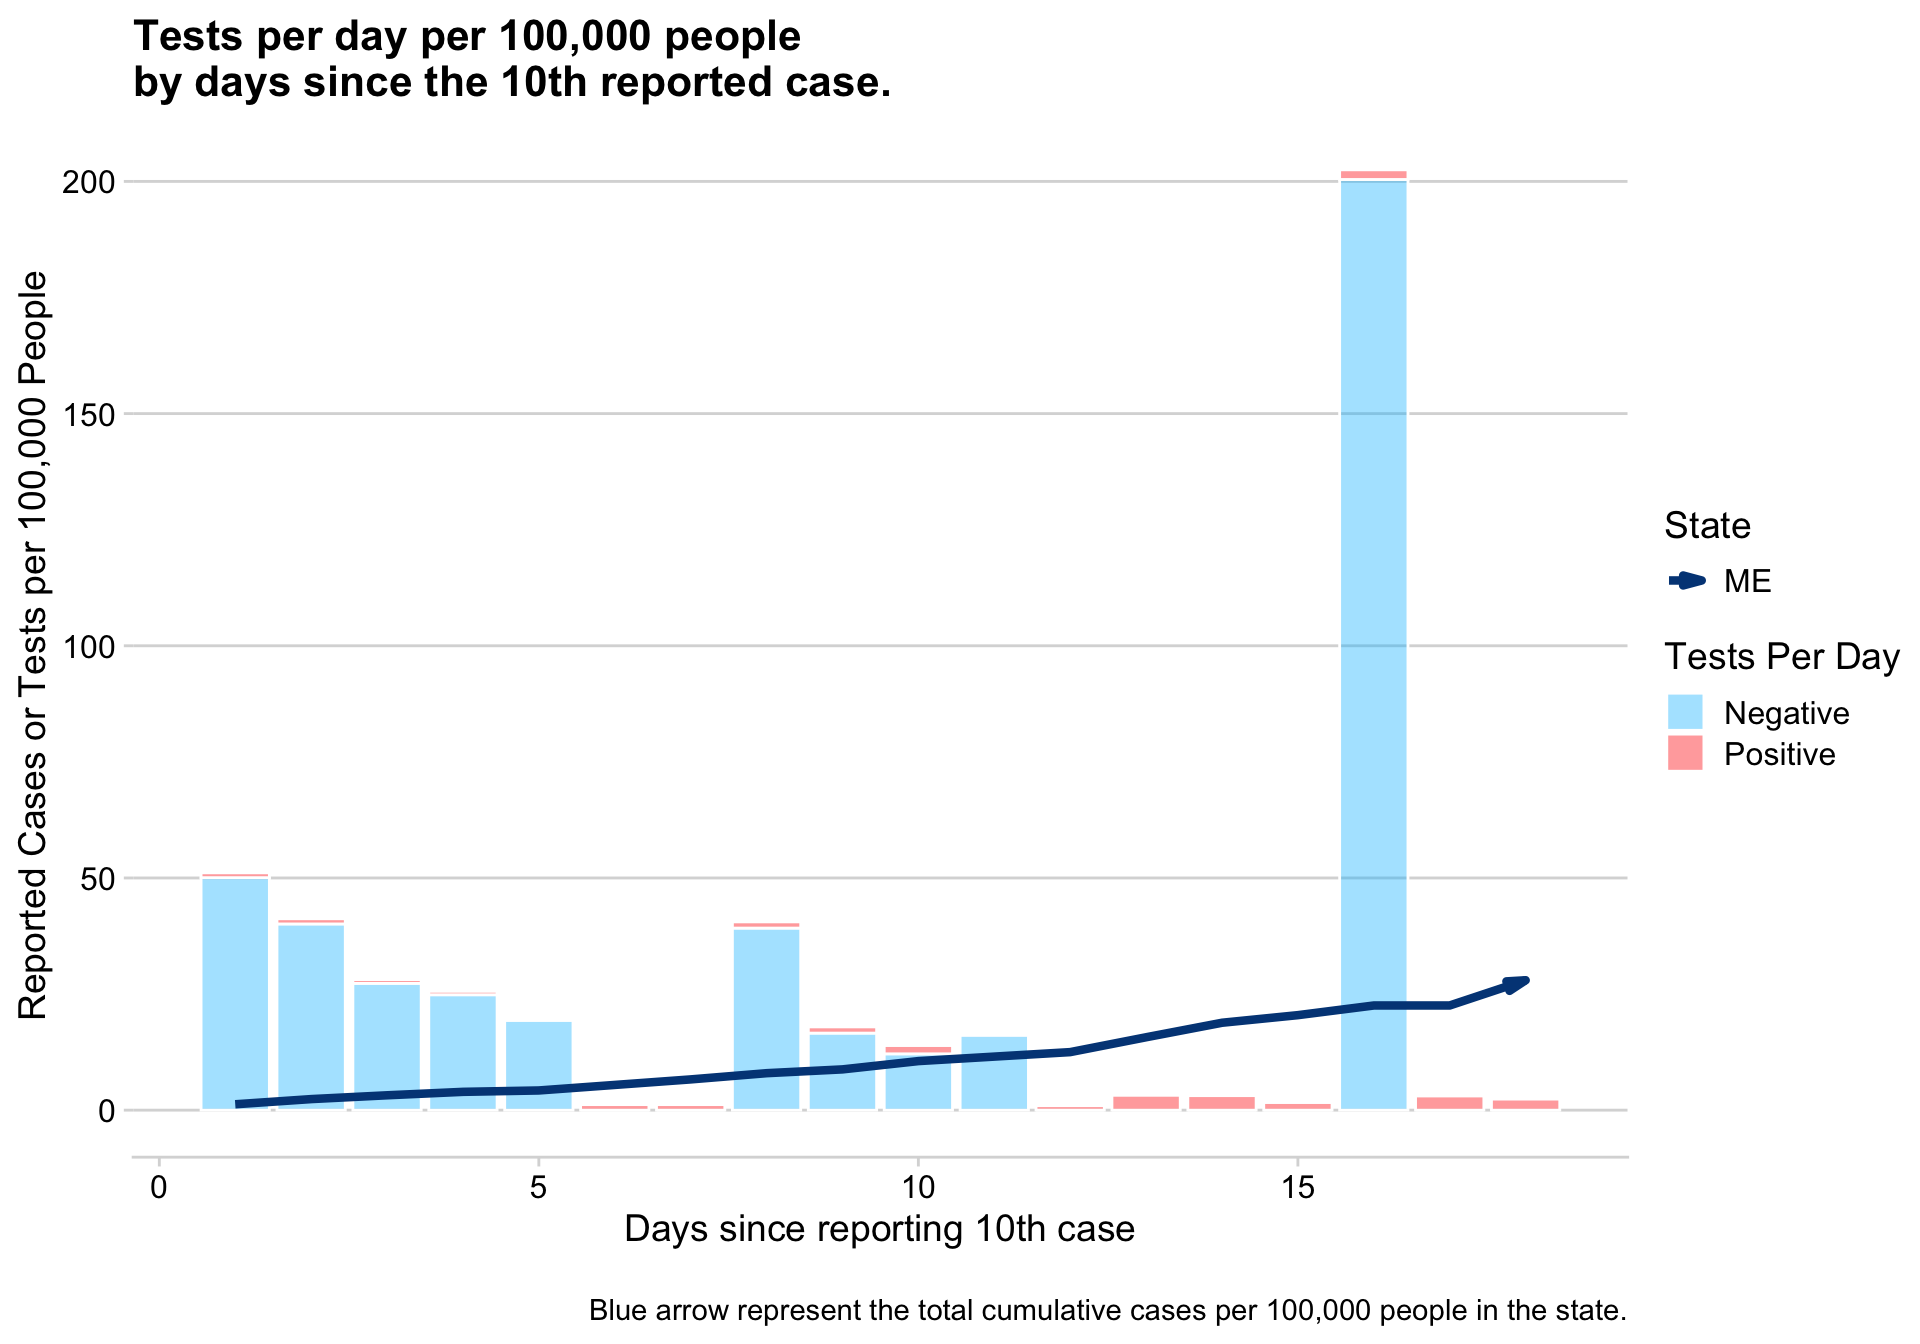 Tests per day per 100,000 people
by days since the 10th reported case.
Reported Cases or Tests per 100,000 People
200
150
100
50
0
0
5
10
15
Days since reporting 10th case
State
ME
Tests Per Day
Negative
Positive
Blue arrow represent the total cumulative cases per 100,000 people in the state.